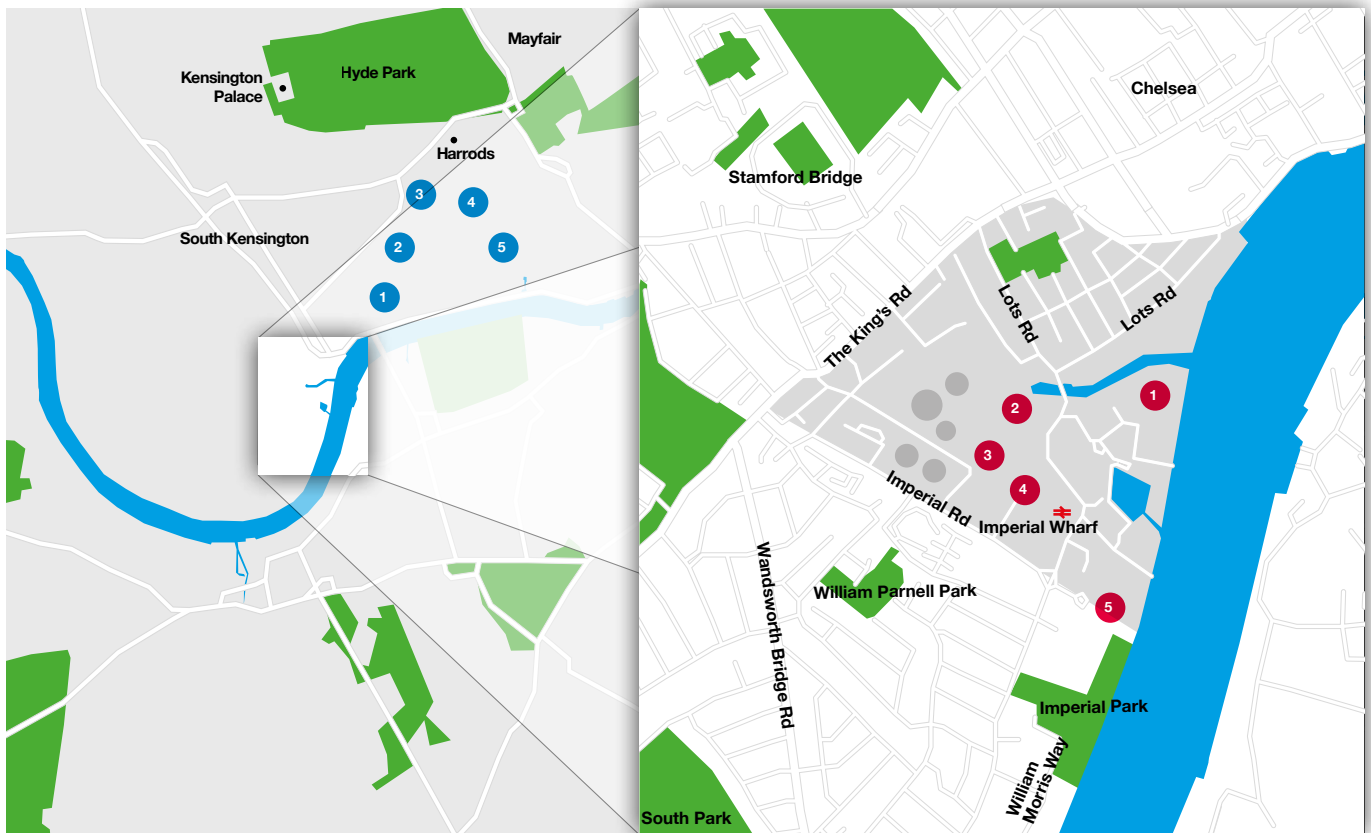 Mayfair
Hyde Park
Kensington
Palace
Harrods
3
4
South Kensington
2
5
1
Chelsea
Stamford Bridge
The King's Rd
Lots Rd
Lots Rd
1
2
3
4
Imperial Rd
Imperial Wharf
Wandsworth Bridge Rd
William Parnell Park
5
Imperial Park
William
Morris Way
South Park